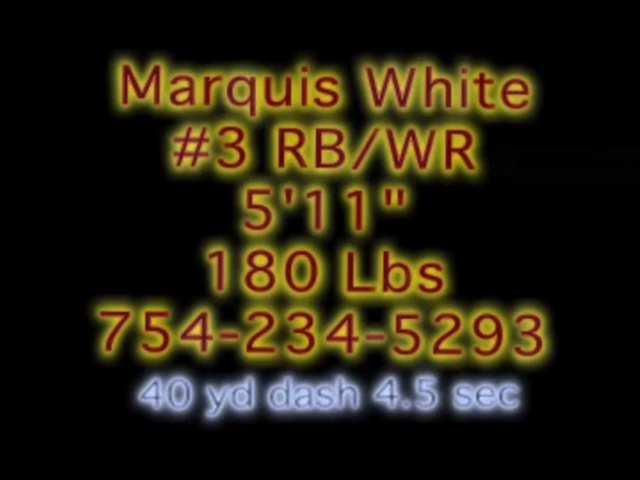 Marquis White
#3 RB/WR
5'11"
180 Lbs
754-234-5293
40 yd dash 4.5 sec